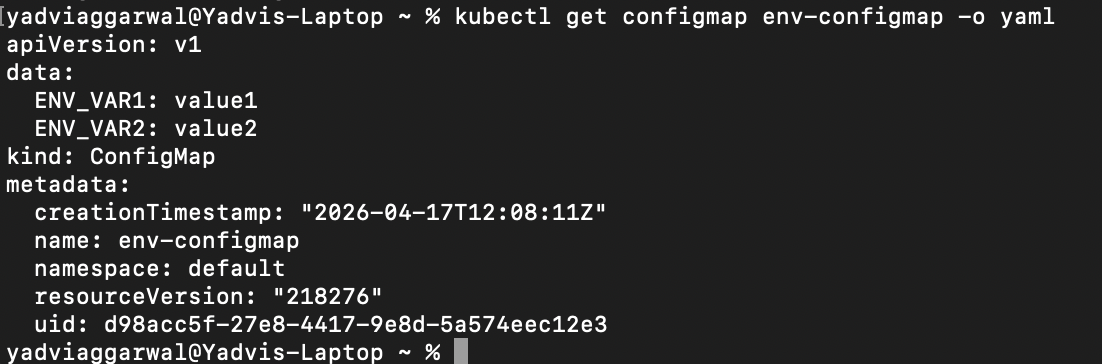 yadviaggarwal@Yadvis-Laptop ~ % kubectl get configmap env-configmap -o yaml
apiVersion: v1
data:
  ENV_VAR1: value1
  ENV_VAR2: value2
kind: ConfigMap
metadata:
  creationTimestamp: "2026-04-17T12:08:11Z"
  name: env-configmap
  namespace: default
  resourceVersion: "218276"
  uid: d98acc5f-27e8-4417-9e8d-5a574eec12e3
yadviaggarwal@Yadvis-Laptop ~ %